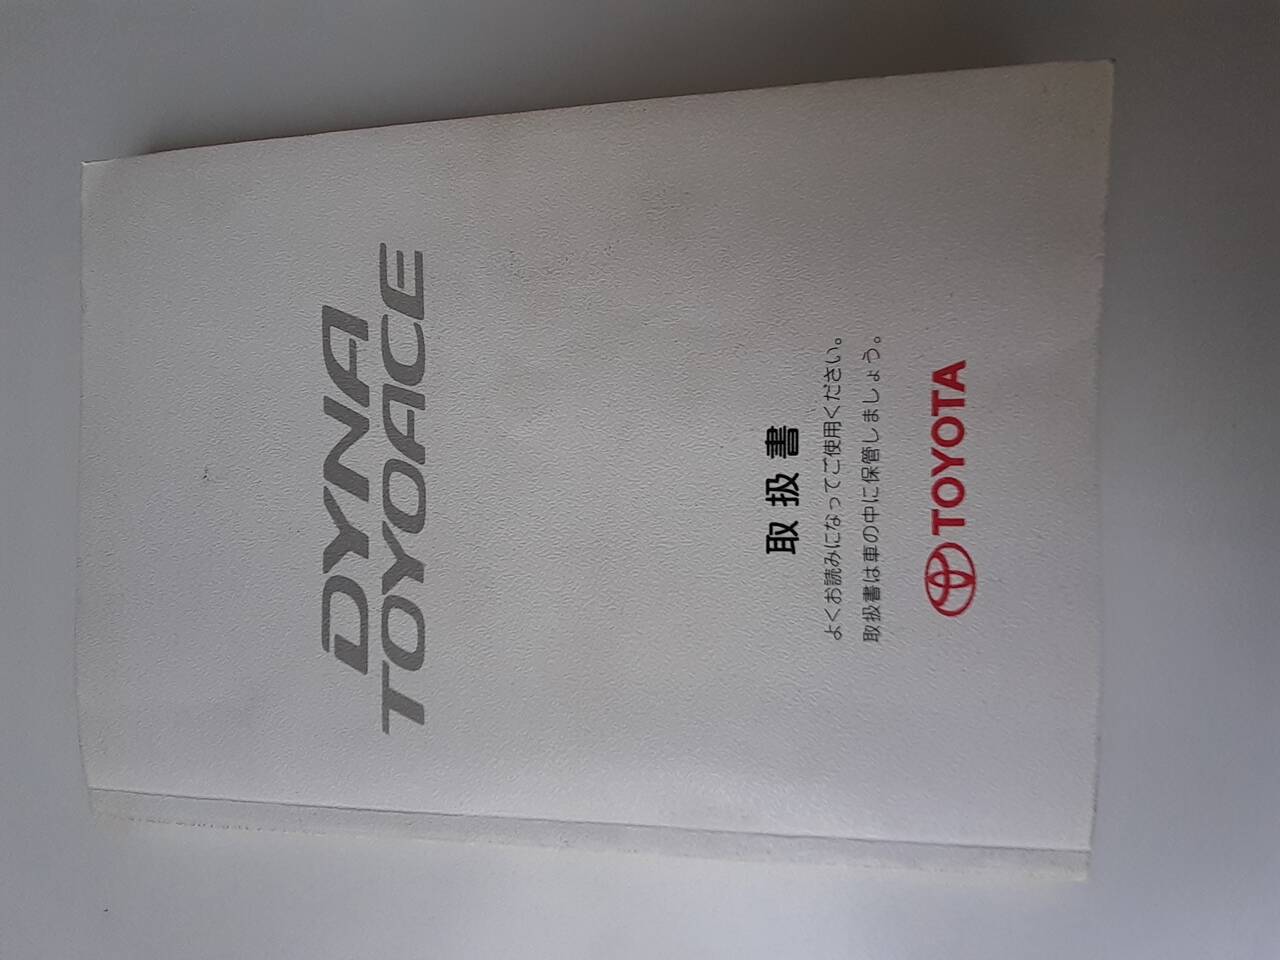 DYNA
TOYOACE
取扱書
よくお読みになってご使用ください。
取扱書は車の中に保管しましょう。
TOYOTA